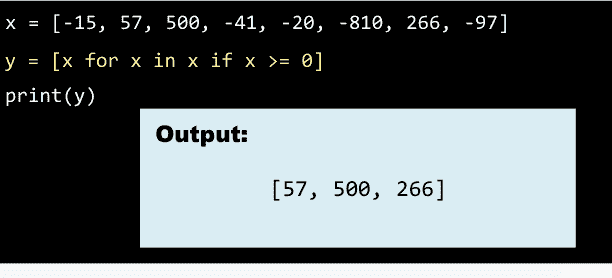 x = [-15, 57, 500, -41, -20, -810, 266, -97]
y = [x for x in x if x >= 0]
print(y)
Output:
[57, 500, 266]